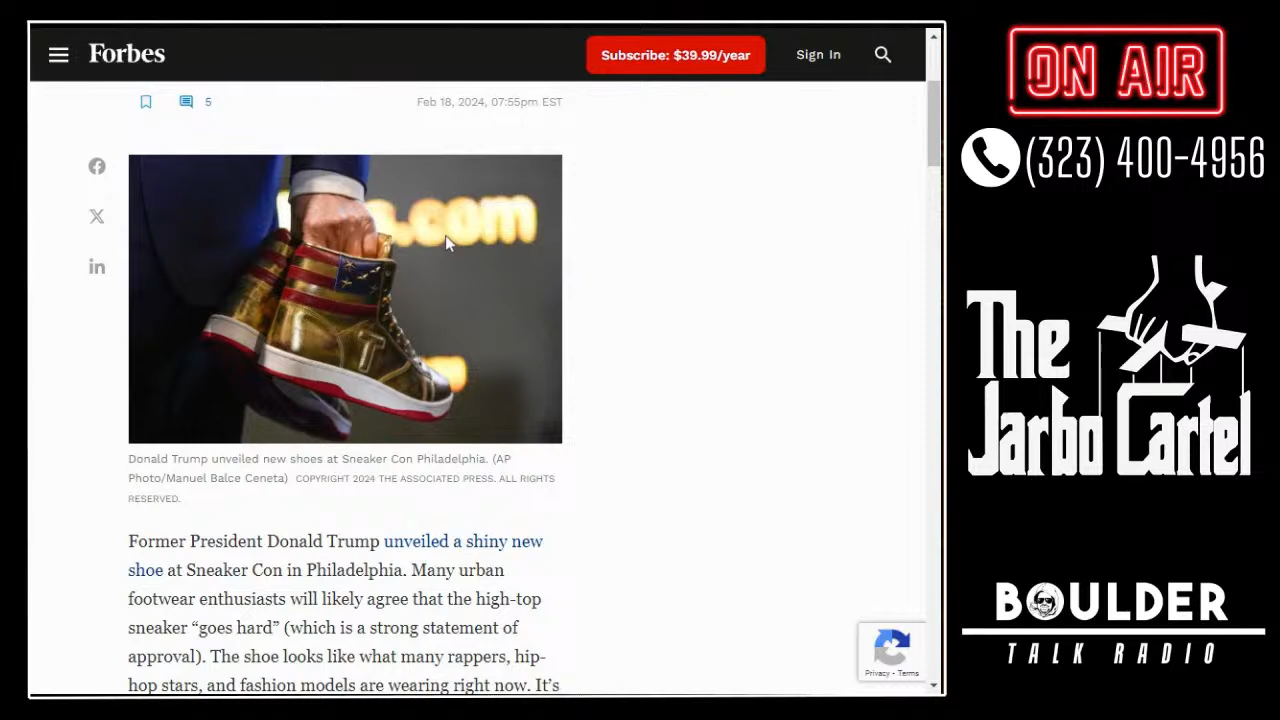 Forbes
Subscribe: $39.99/year
Sign In
5
Feb 18, 2024, 07:55pm EST
.com
T
Donald Trump unveiled new shoes at Sneaker Con Philadelphia. (AP
Photo/Manuel Balce Ceneta) COPYRIGHT 2024 THE ASSOCIATED PRESS. ALL RIGHTS
RESERVED.
Former President Donald Trump unveiled a shiny new
shoe at Sneaker Con in Philadelphia. Many urban
footwear enthusiasts will likely agree that the high-top
sneaker “goes hard” (which is a strong statement of
approval). The shoe looks like what many rappers, hip-
hop stars, and fashion models are wearing right now. It’s
Privacy • Terms
ON AIR
(323) 400-4956
The
Jarbo Cartel
BOULDER
TALK RADIO